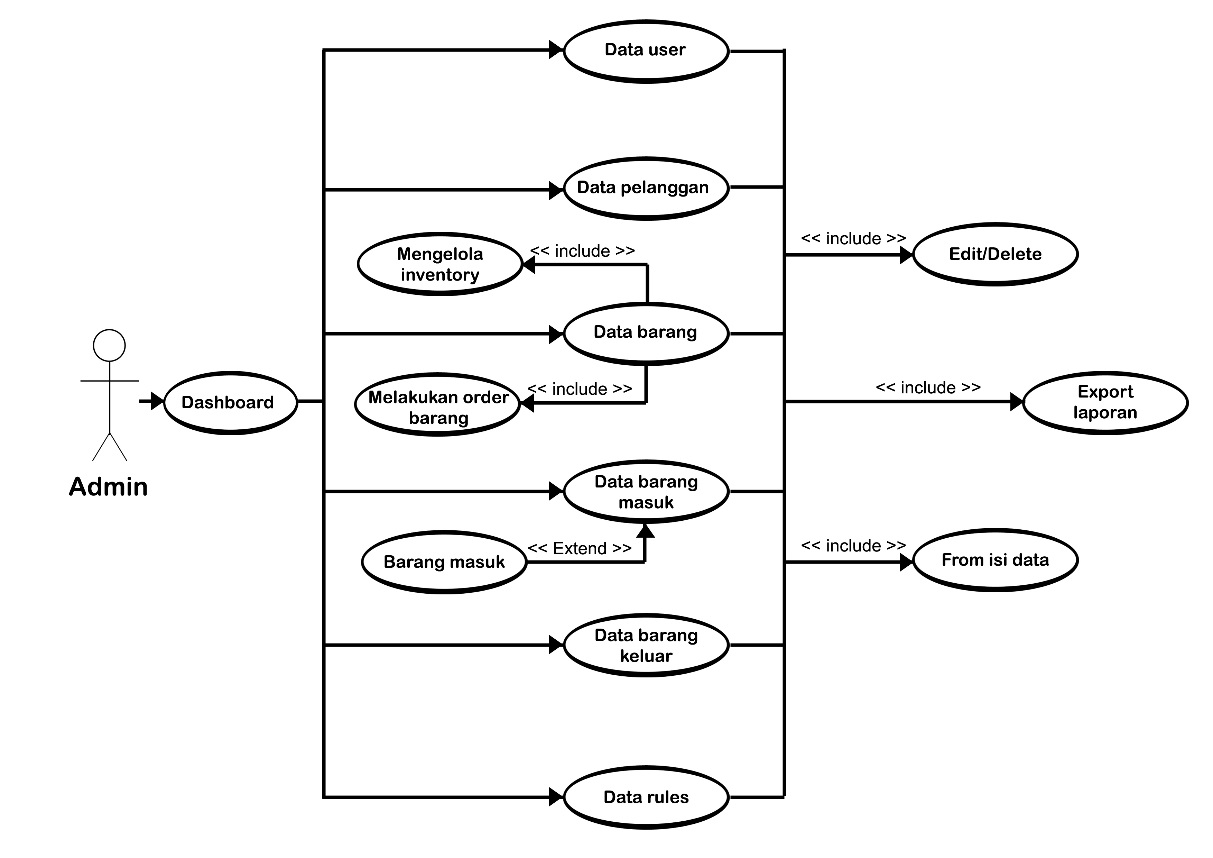 Data user
Data pelanggan
<< include >>
Mengelola
inventory
<< include >>
Edit/Delete
Data barang
<< include >>
Melakukan order
barang
Dashboard
<< include >>
Export
laporan
Admin
Data barang
masuk
Barang masuk
<< Extend >>
<< include >>
From isi data
Data barang
keluar
Data rules